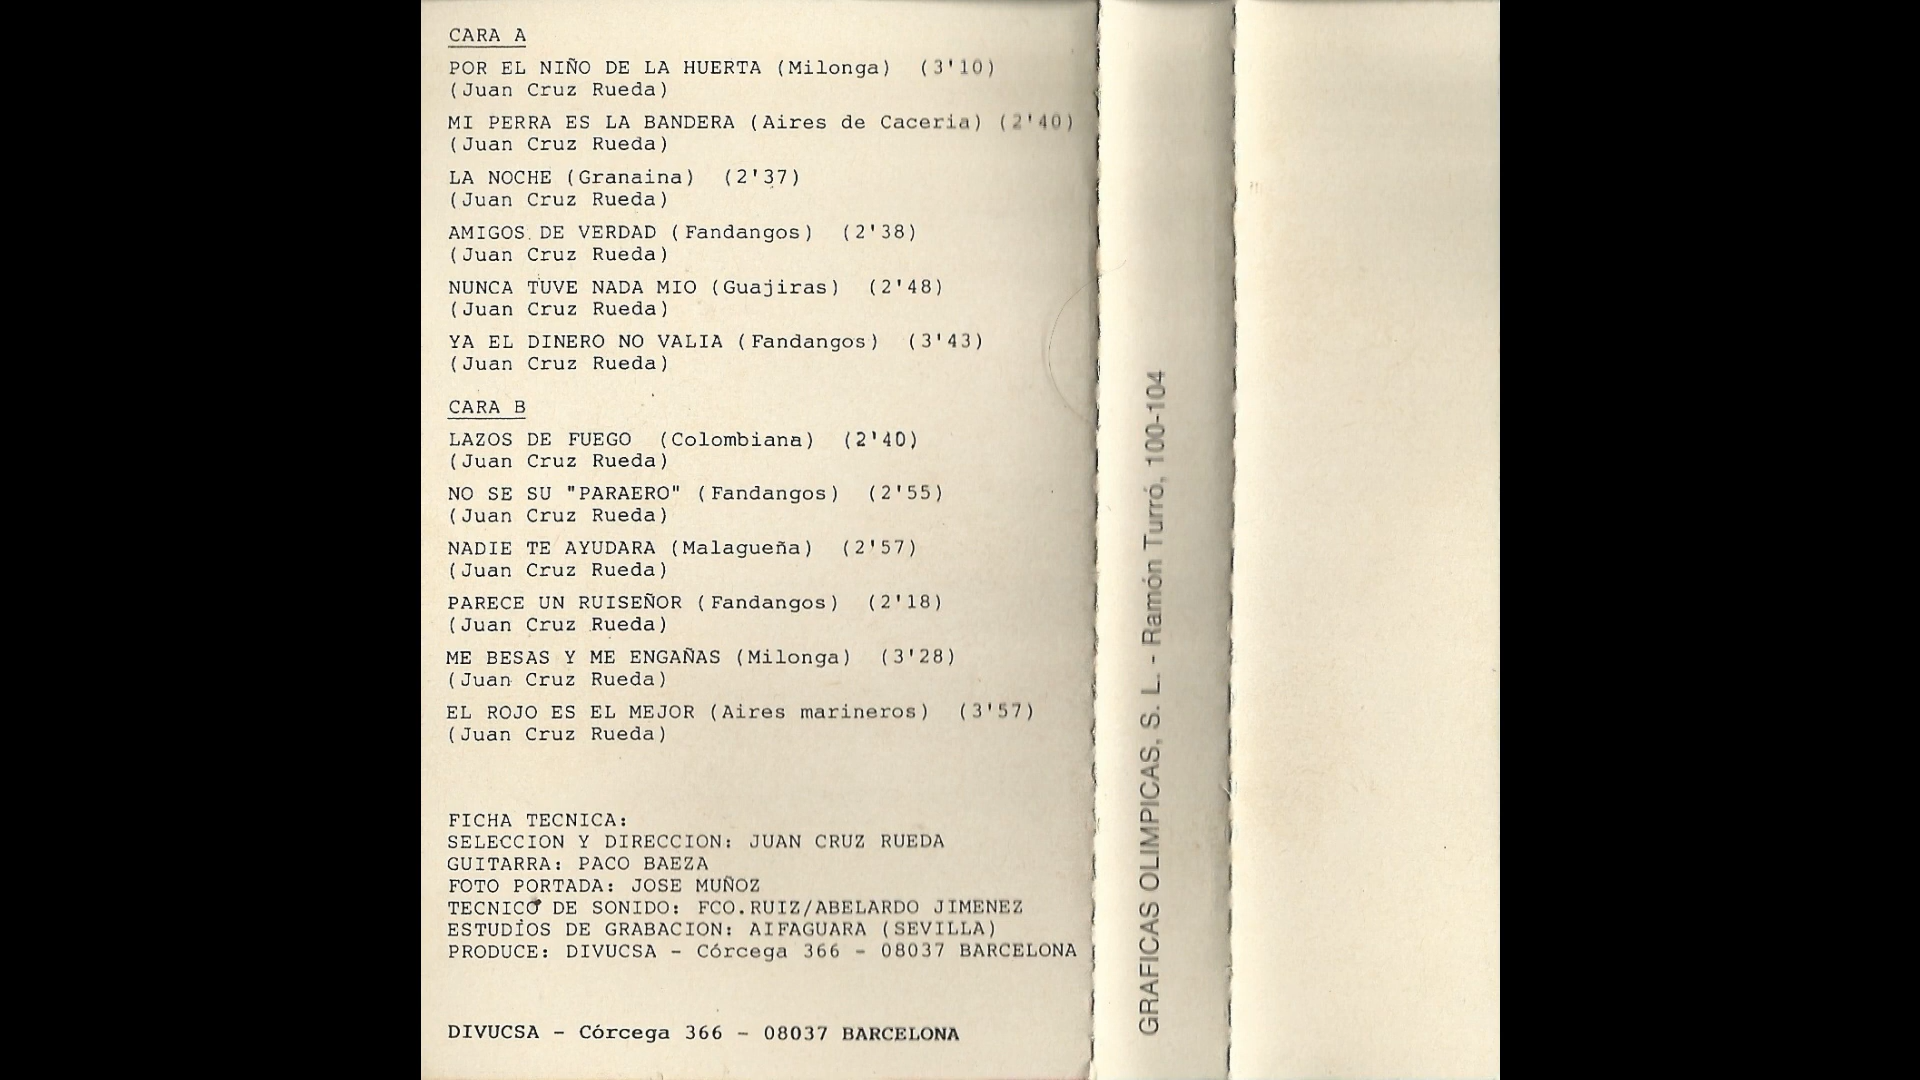 CARA A
POR EL NIÑO DE LA HUERTA (Milonga) (3'10)
(Juan Cruz Rueda)
MI PERRA ES LA BANDERA (Aires de Caceria) (2'40)
(Juan Cruz Rueda)
LA NOCHE (Granaina) (2'37)
(Juan Cruz Rueda)
AMIGOS DE VERDAD (Fandangos) (2'38)
(Juan Cruz Rueda)
NUNCA TUVE NADA MIO (Guajiras) (2'48)
(Juan Cruz Rueda)
YA EL DINERO NO VALIA (Fandangos) (3'43)
(Juan Cruz Rueda)
CARA B
LAZOS DE FUEGO (Colombiana) (2'40)
(Juan Cruz Rueda)
NO SE SU "PARAERO" (Fandangos) (2'55)
(Juan Cruz Rueda)
NADIE TE AYUDARA (Malagueña) (2'57)
(Juan Cruz Rueda)
PARECE UN RUISEÑOR (Fandangos) (2'18)
(Juan Cruz Rueda)
ME BESAS Y ME ENGAÑAS (Milonga) (3'28)
(Juan Cruz Rueda)
EL ROJO ES EL MEJOR (Aires marineros) (3'57)
(Juan Cruz Rueda)
FICHA TECNICA:
SELECCION Y DIRECCION: JUAN CRUZ RUEDA
GUITARRA: PACO BAEZA
FOTO PORTADA: JOSE MUÑOZ
TECNICO DE SONIDO: FCO.RUIZ/ABELARDO JIMENEZ
ESTUDIOS DE GRABACION: AIFAGUARA (SEVILLA)
PRODUCE: DIVUCSA - Córcega 366 - 08037 BARCELONA
DIVUCSA - Córcega 366 - 08037 BARCELONA
GRAFICAS OLIMPICAS, S. L. - Ramón Turró, 100-104